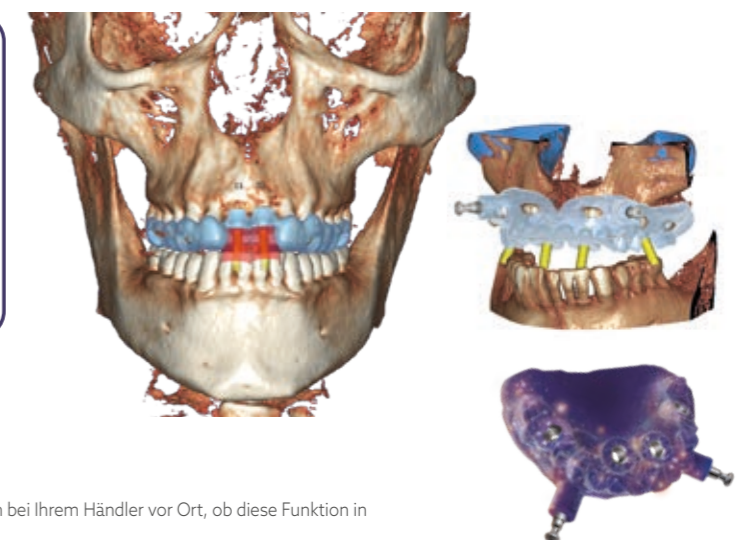 bei Ihrem Händler vor Ort, ob diese Funktion in